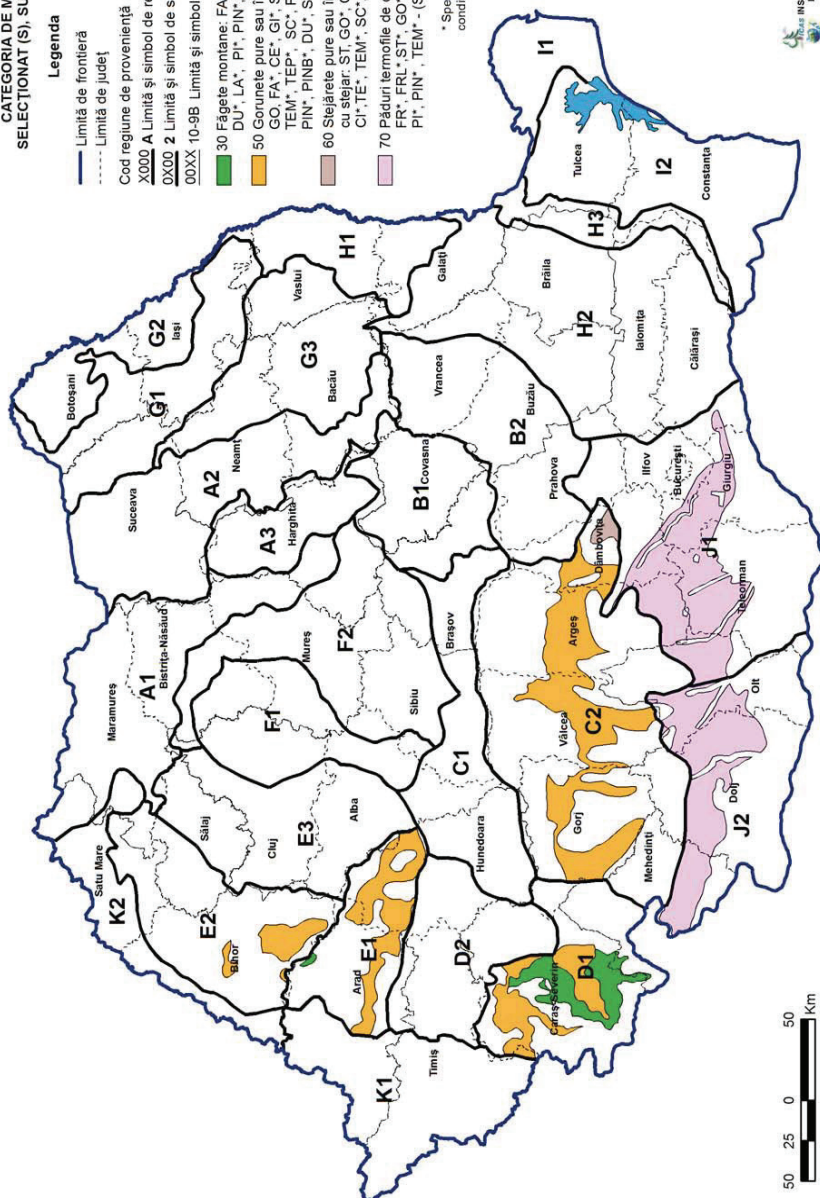 CATEGORIA DE M
SELECȚIONAT (S), SU
Legenda
Limită de frontieră
Limită de județ
Cod regiune de proveniență
X000 A Limită și simbol de re
0X00 2 Limită și simbol de s
00XX 10-9B Limită și simbol
30 Făgete montane: FA
DU*, LA*, PI*, PIN*,
50 Gorunete pure sau în
GO, FA*, CE*, GI*, S
TEM*, TEP*, SC*, P
PIN*, PINB*, DU*, S
60 Stejărete pure sau în
cu stejar: ST, GO*, C
CI*,TE*, TEM*, SC*
70 Păduri termofile de c
FR*, FRL*, ST*, GO*
PI*, PIN*, TEM* - (S
* Spe
condi
Botoșani
G2
Iași
G1
Suceava
Neamț
A2
Maramureș
A1
Bistrița-Năsăud
Satu Mare
K2
Sălaj
Cluj
E3
Alba
E2
Bihor
F1
Mureș
F2
Sibiu
A3
Harghita
G3
Bacău
Vaslui
H1
Galați
Vrancea
B1
Covasna
Brașov
C1
Hunedoara
Arad
E1
K1
Timiș
D2
Caraș-Severin
D1
Gorj
Mehedinți
Vâlcea
C2
Argeș
Dâmbovița
Prahova
B2
Buzău
Brăila
H2
H3
Tulcea
I1
I2
Constanța
Ialomița
Călărași
Ilfov
București
Giurgiu
J1
Teleorman
Olt
Dolj
J2
50 25 0 50
Km
ICAS INS